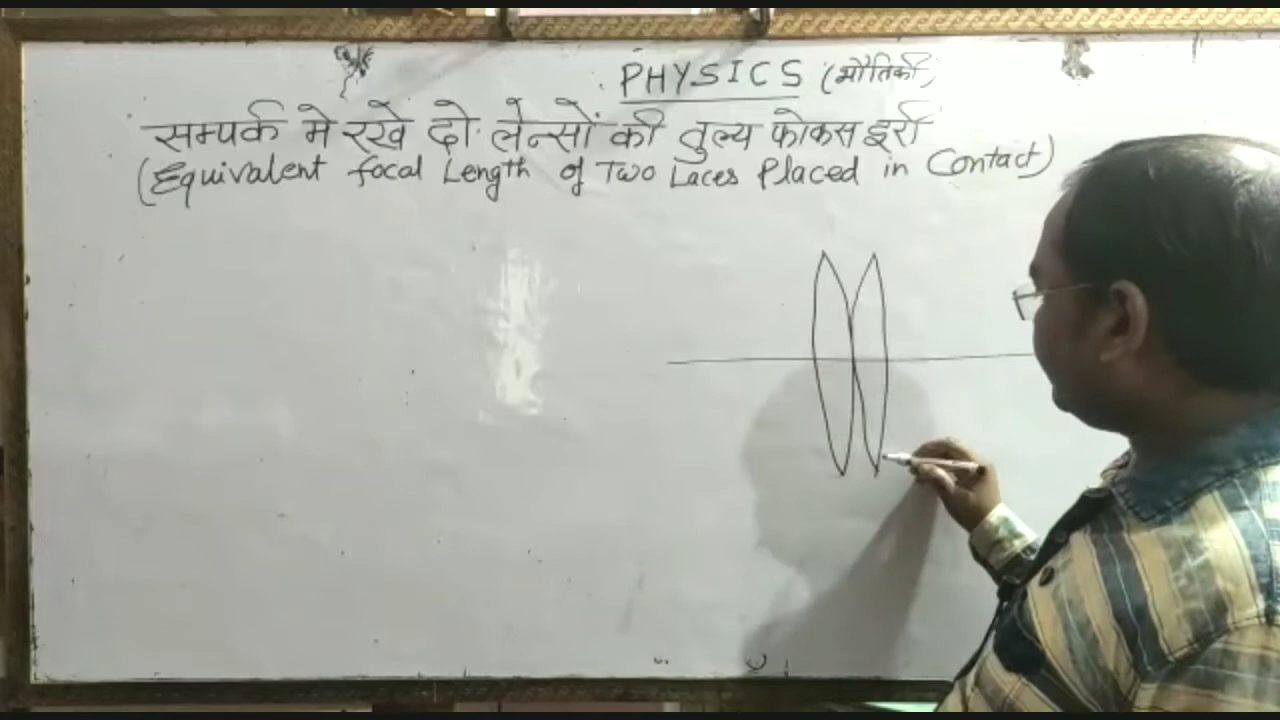 PHYSICS (भौतिकी)
सम्पर्क मे रखे दो लेन्सों की तुल्य फोकस दूरी
(Equivalent focal Length of Two Laces Placed in Contact)